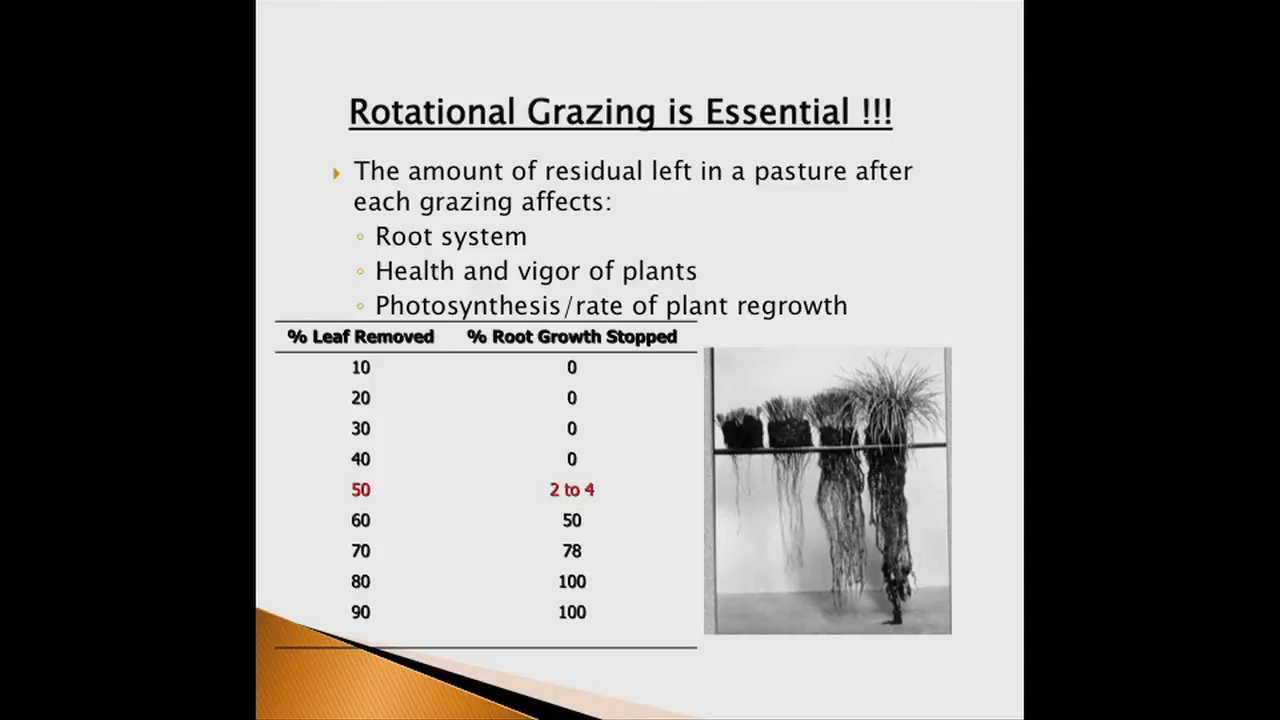 Rotational Grazing is Essential !!!
The amount of residual left in a pasture after
each grazing affects:
Root system
Health and vigor of plants
Photosynthesis/rate of plant regrowth
% Leaf Removed % Root Growth Stopped
10 0
20 0
30 0
40 0
50 2 to 4
60 50
70 78
80 100
90 100